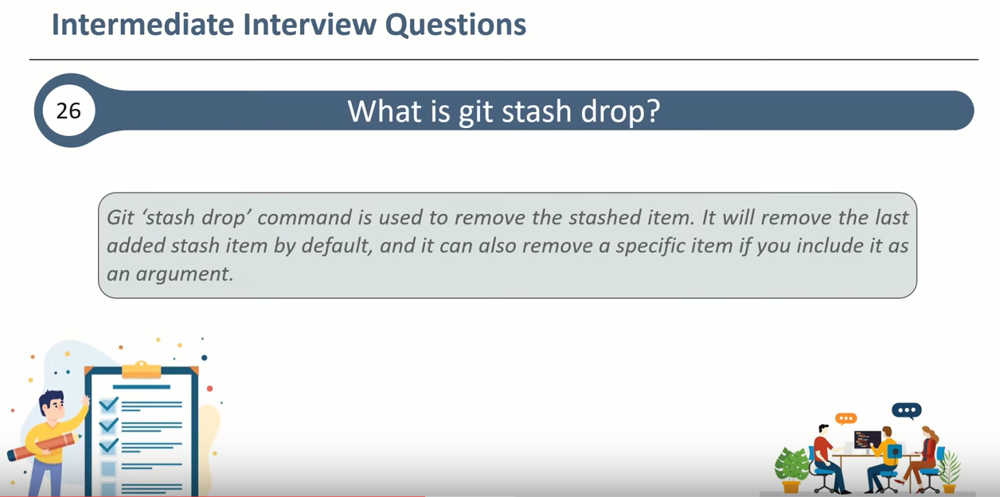 Intermediate Interview Questions
26
What is git stash drop?
Git ‘stash drop’ command is used to remove the stashed item. It will remove the last
added stash item by default, and it can also remove a specific item if you include it as
an argument.